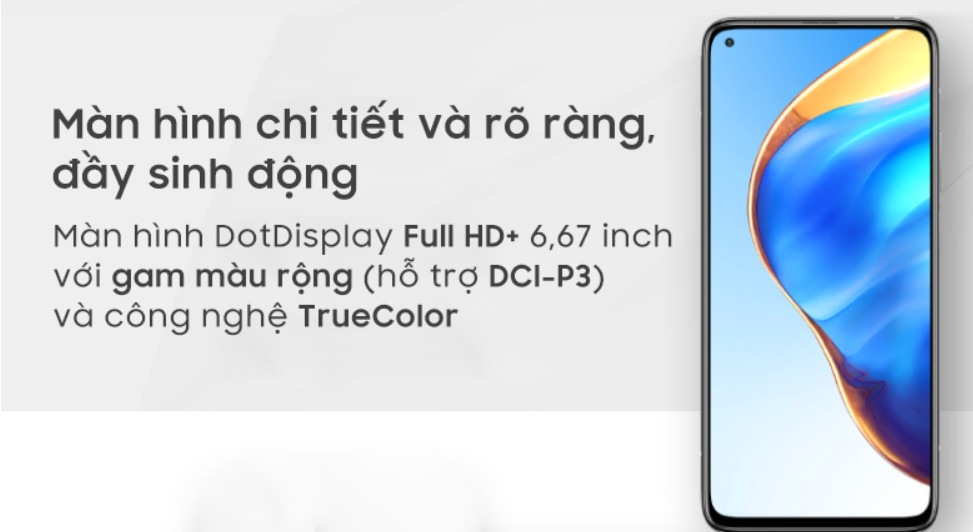 Màn hình chi tiết và rõ ràng,
đầy sinh động
Màn hình DotDisplay Full HD+ 6,67 inch
với gam màu rộng (hỗ trợ DCI-P3)
và công nghệ TrueColor